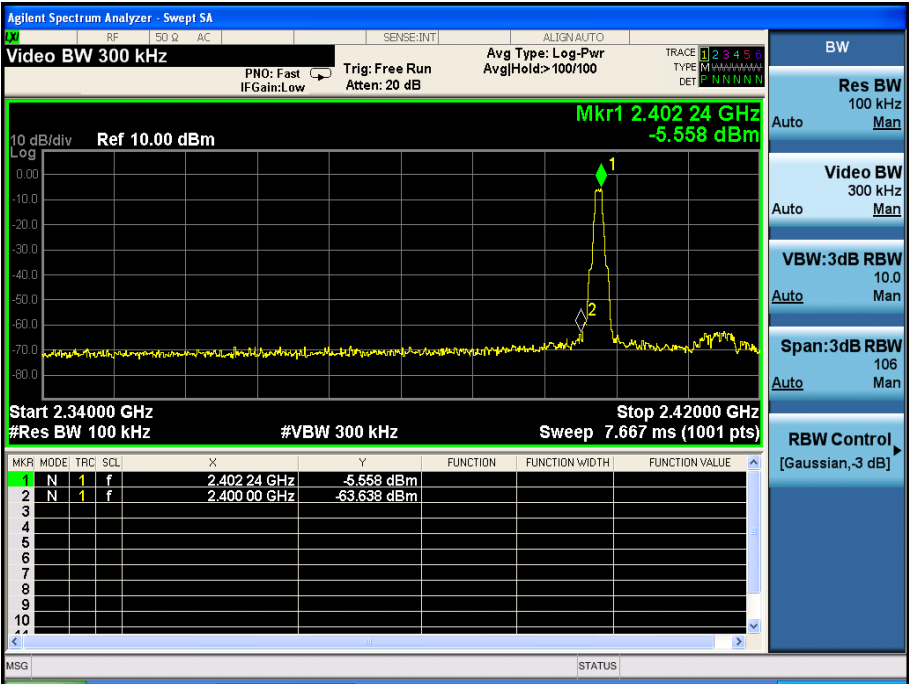 Agilent Spectrum Analyzer - Swept SA
LXI RF 50 Ω AC SENSE:INT ALIGNAUTO
Video BW 300 kHz
PNO: Fast
IFGain:Low
Trig: Free Run
Atten: 20 dB
Avg Type: Log-Pwr
Avg|Hold:>100/100
TRACE 1 2 3 4 5 6
TYPE M
DET P N N N N N
Mkr1 2.402 24 GHz
-5.558 dBm
10 dB/div Ref 10.00 dBm
Log
0.00
-10.0
-20.0
-30.0
-40.0
-50.0
-60.0
-70.0
-80.0
1
2
Start 2.34000 GHz Stop 2.42000 GHz
#Res BW 100 kHz #VBW 300 kHz Sweep 7.667 ms (1001 pts)
MKR MODE TRC SCL X Y FUNCTION FUNCTION WIDTH FUNCTION VALUE
1 N 1 f 2.402 24 GHz -5.558 dBm
2 N 1 f 2.400 00 GHz -63.638 dBm
3
4
5
6
7
8
9
10
11
MSG STATUS
BW
Res BW
100 kHz
Auto Man
Video BW
300 kHz
Auto Man
VBW:3dB RBW
10.0
Auto Man
Span:3dB RBW
106
Auto Man
RBW Control
[Gaussian,-3 dB]